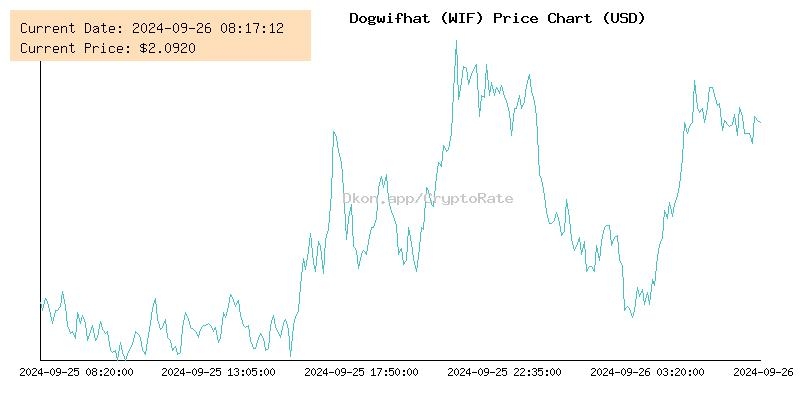 Dogwifhat (WIF) Price Chart (USD)
Current Date: 2024-09-26 08:17:12
Current Price: $2.0920
Okon.app/CryptoRate
2024-09-25 08:20:00 2024-09-25 13:05:00 2024-09-25 17:50:00 2024-09-25 22:35:00 2024-09-26 03:20:00 2024-09-26